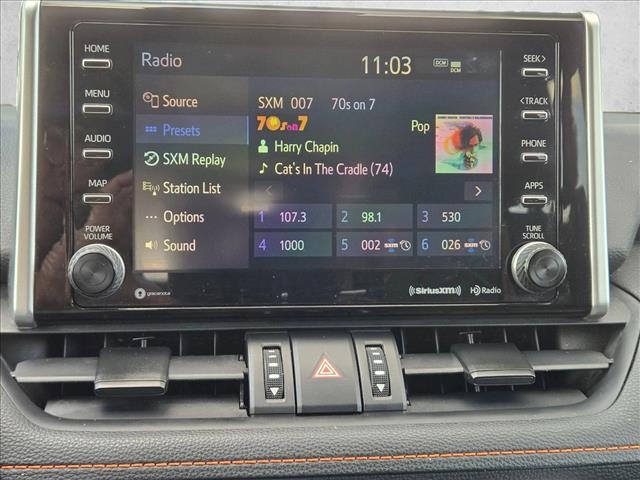 HOME
MENU
AUDIO
MAP
POWER
VOLUME
Radio
11:03
DCM
DCM
Source
Presets
SXM Replay
Station List
Options
Sound
SXM 007 70s on 7
70s on 7
Pop
Harry Chapin
Cat's In The Cradle (74)
1 107.3
2 98.1
3 530
4 1000
5 002 SXM
6 026 SXM
SEEK>
<TRACK
PHONE
APPS
TUNE
SCROLL
gracenote
SiriusXM
HD Radio